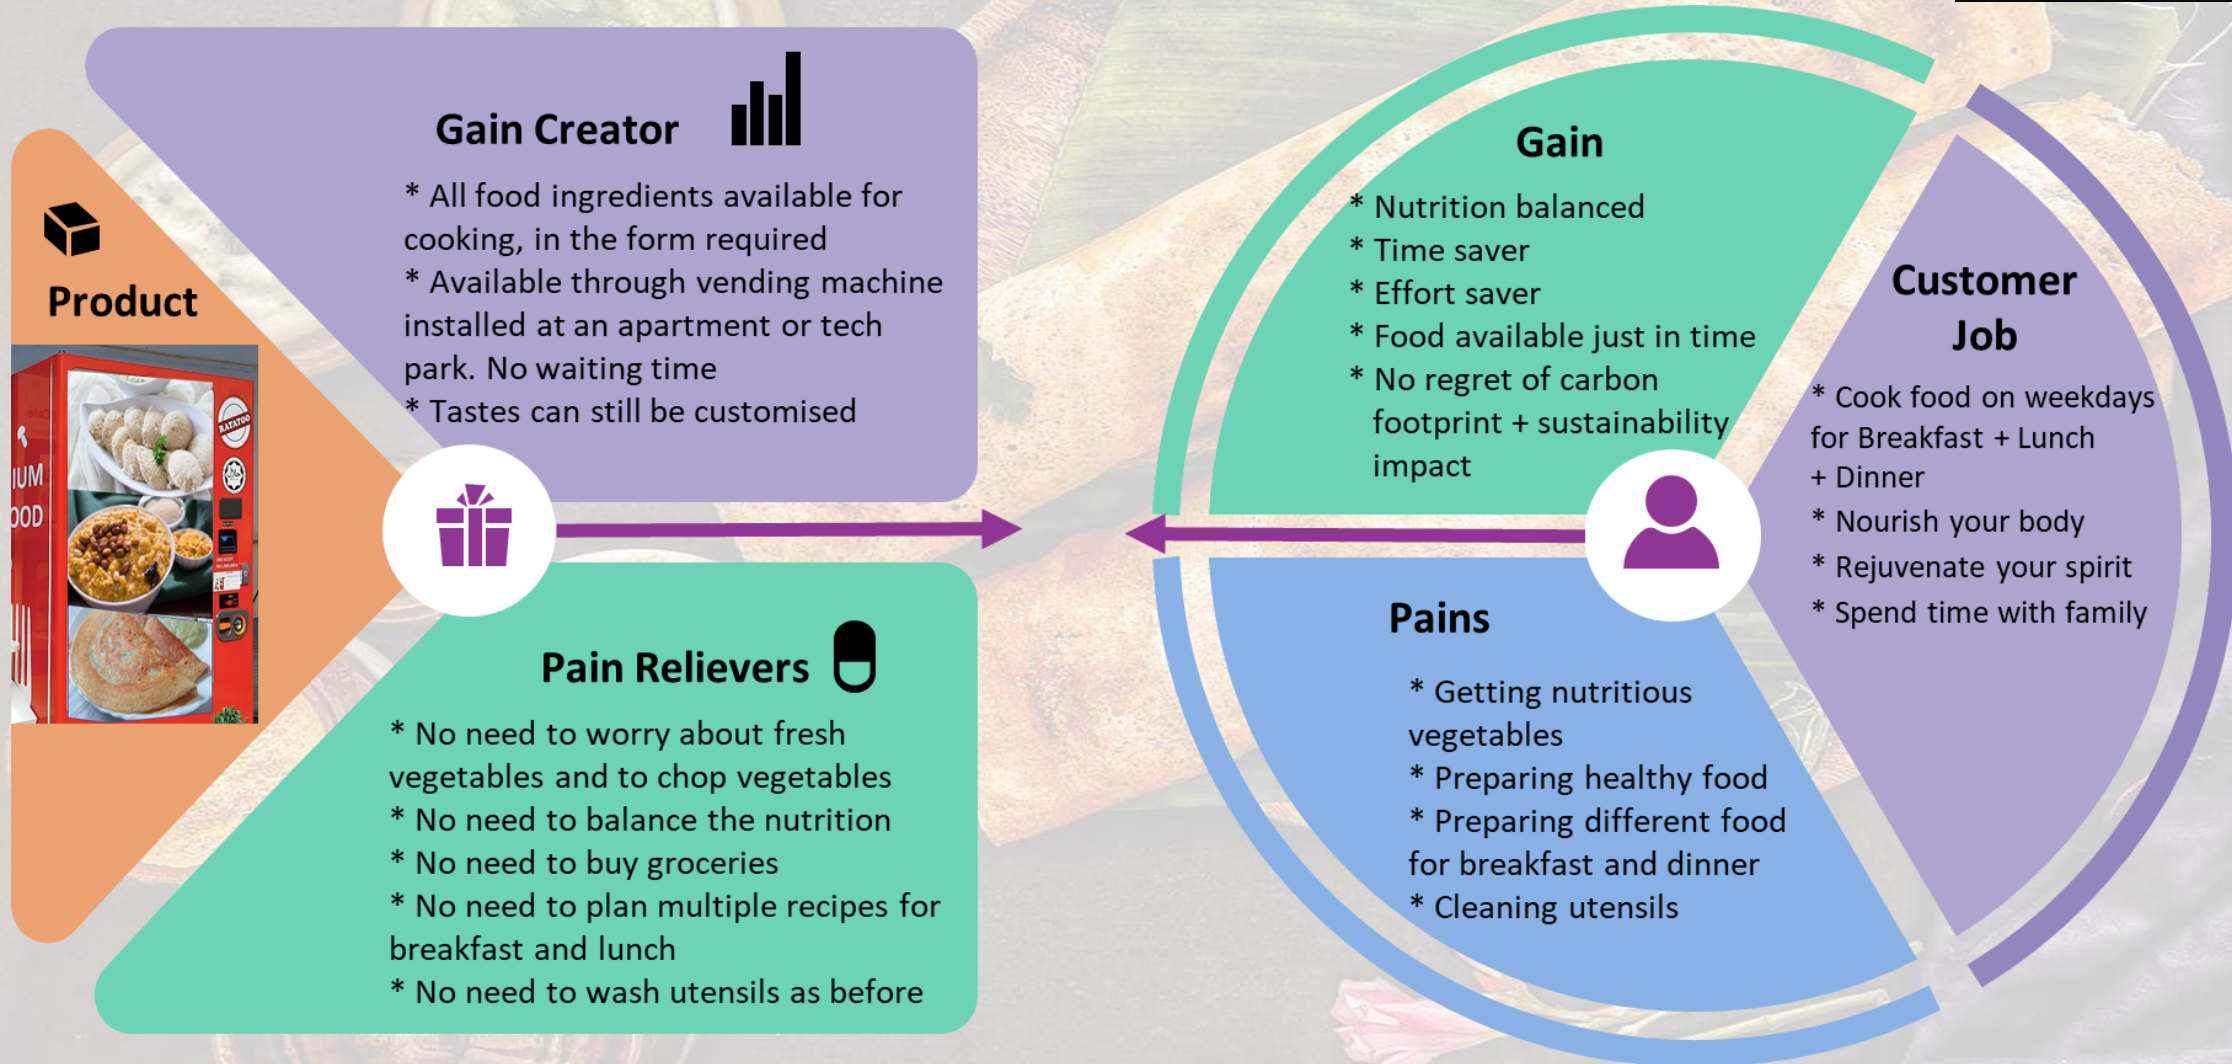 Gain Creator
* All food ingredients available for
cooking, in the form required
* Available through vending machine
installed at an apartment or tech
park. No waiting time
* Tastes can still be customised
Product
RATATOO
IUM
OOD
Pain Relievers
* No need to worry about fresh
vegetables and to chop vegetables
* No need to balance the nutrition
* No need to buy groceries
* No need to plan multiple recipes for
breakfast and lunch
* No need to wash utensils as before
Gain
* Nutrition balanced
* Time saver
* Effort saver
* Food available just in time
* No regret of carbon
footprint + sustainability
impact
Customer
Job
* Cook food on weekdays
for Breakfast + Lunch
+ Dinner
* Nourish your body
* Rejuvenate your spirit
* Spend time with family
Pains
* Getting nutritious
vegetables
* Preparing healthy food
* Preparing different food
for breakfast and dinner
* Cleaning utensils